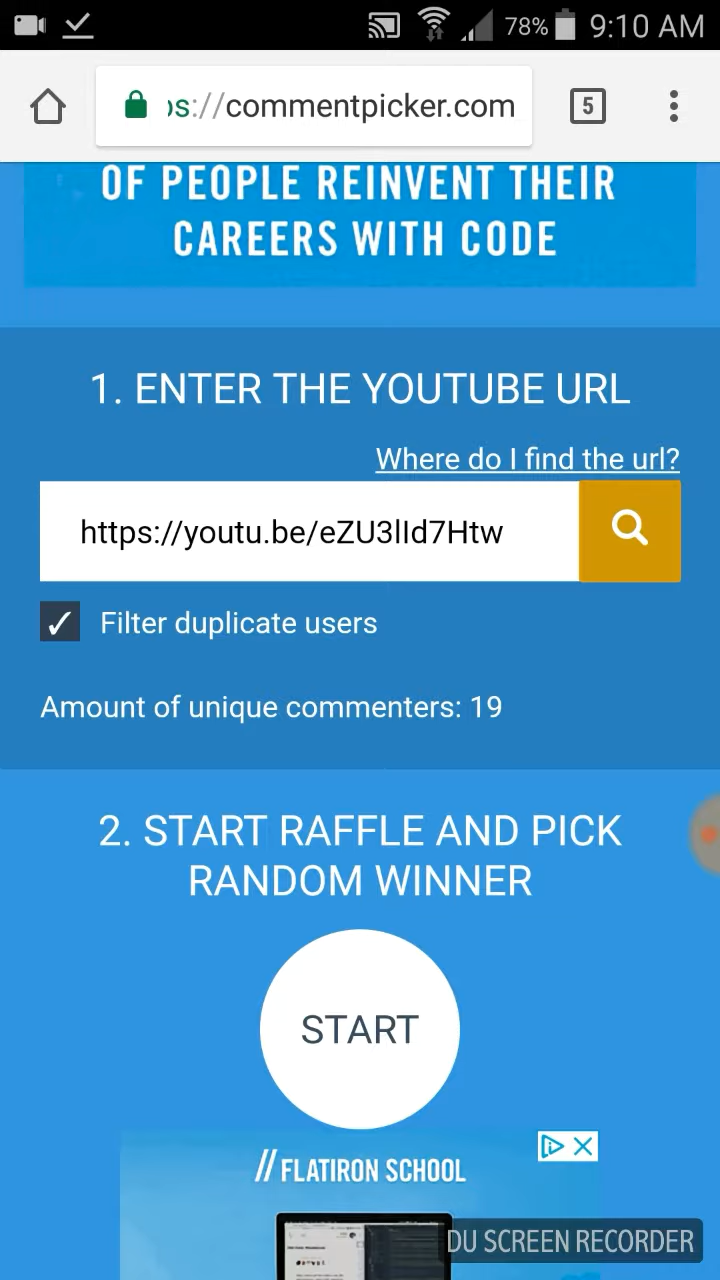 78% 9:10 AM
ps://commentpicker.com
5
OF PEOPLE REINVENT THEIR
CAREERS WITH CODE
1. ENTER THE YOUTUBE URL
Where do I find the url?
https://youtu.be/eZU3lId7Htw
Filter duplicate users
Amount of unique commenters: 19
2. START RAFFLE AND PICK
RANDOM WINNER
START
// FLATIRON SCHOOL
DU SCREEN RECORDER